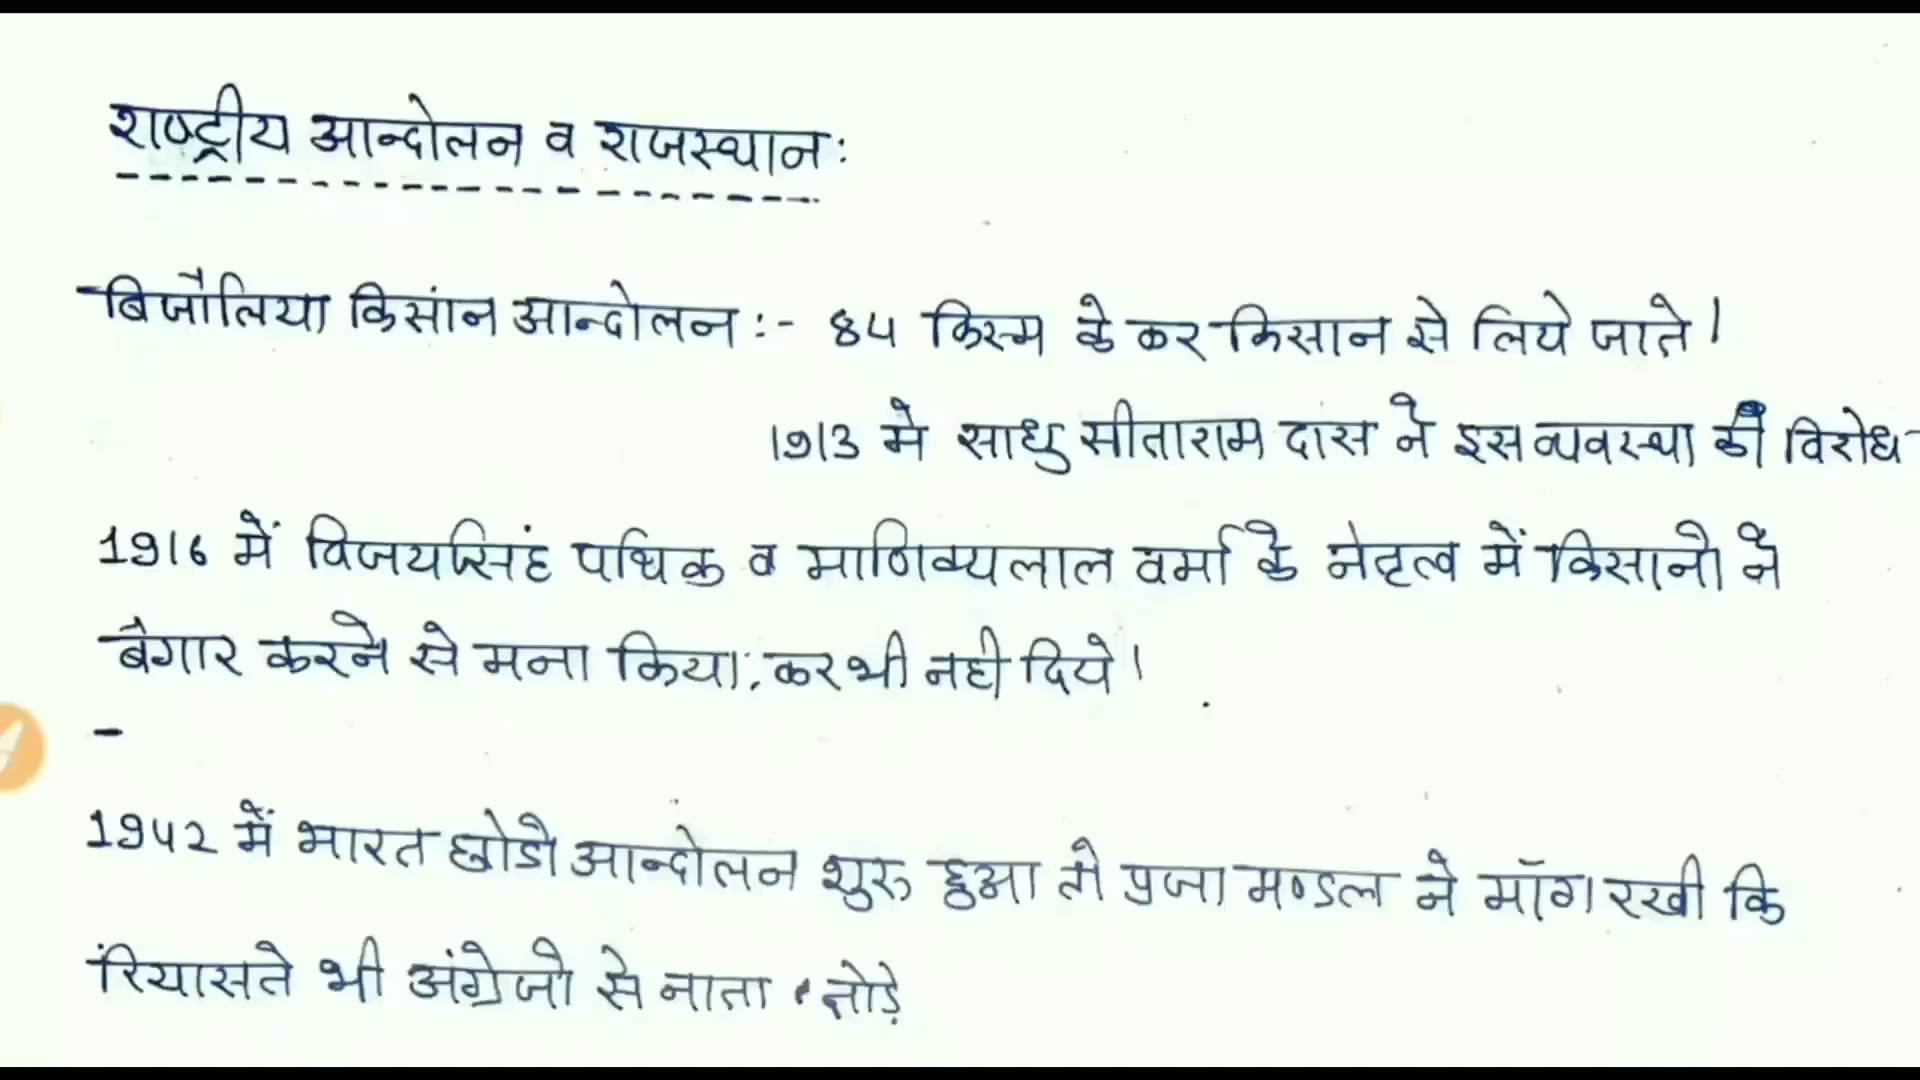 राष्ट्रीय आन्दोलन व राजस्थान:
बिजौलिया किसांन आन्दोलन :- 84 किस्म के कर किसान से लिये जाते।
1913 मे साधु सीताराम दास ने इस व्यवस्था की विरोध
1916 में विजयसिंह पथिक व माणिक्यलाल वर्मा के नेतृत्व में किसानो ने
बैगार करने से मना किया, कर भी नही दिये।
1942 में भारत छोडो आन्दोलन शुरु हुआ तो प्रजा मण्डल ने मॉग रखी कि
रियासते भी अंग्रेजो से नाता तोड़े